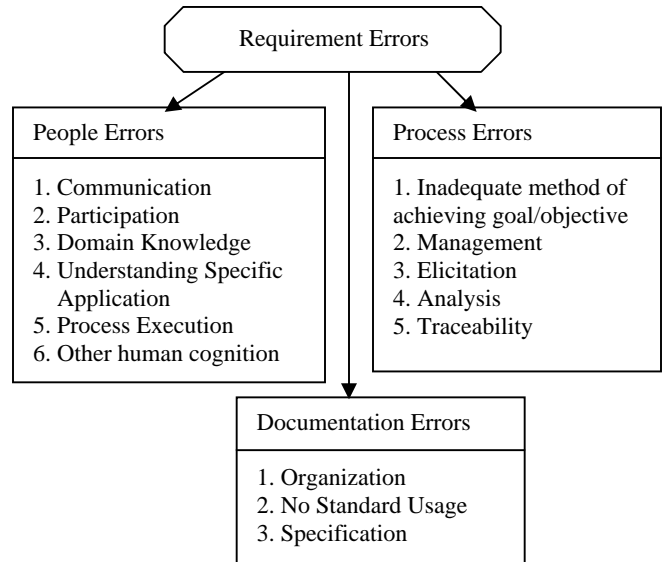 Requirement Errors
People Errors
1. Communication
2. Participation
3. Domain Knowledge
4. Understanding Specific
Application
5. Process Execution
6. Other human cognition
Process Errors
1. Inadequate method of
achieving goal/objective
2. Management
3. Elicitation
4. Analysis
5. Traceability
Documentation Errors
1. Organization
2. No Standard Usage
3. Specification